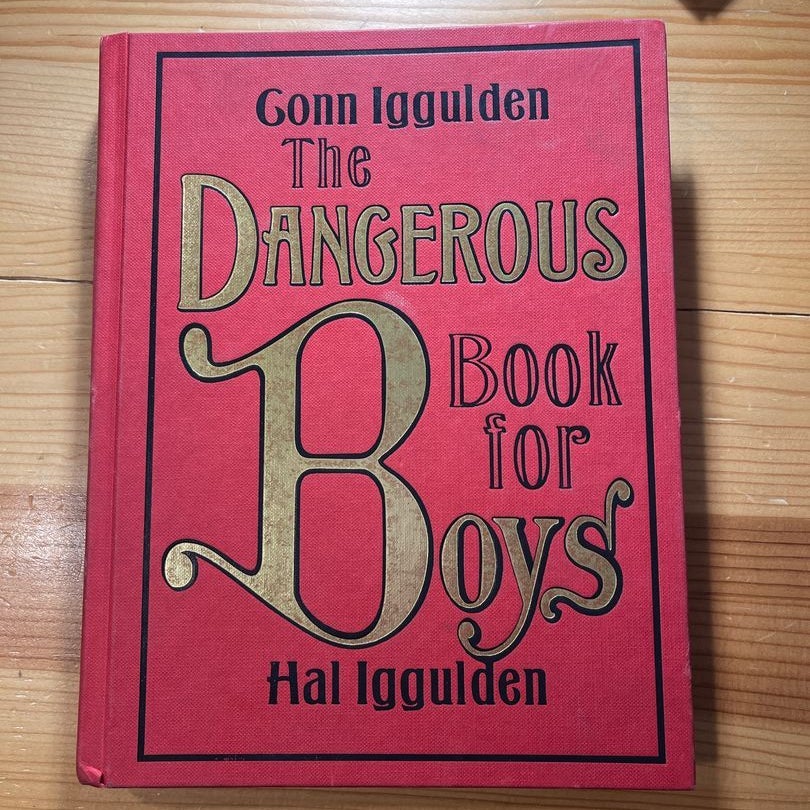 Conn Iggulden
The
DANGEROUS
Book
for
Boys
Hal Iggulden